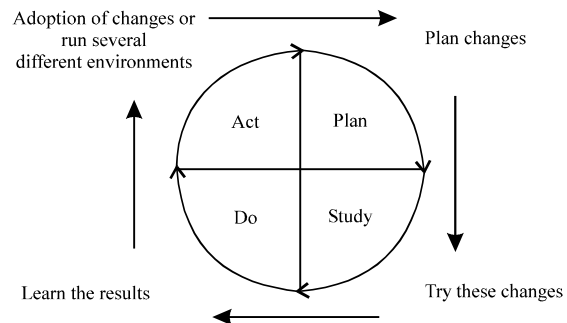 Adoption of changes or
run several
different environments
Plan changes
Act
Plan
Do
Study
Learn the results
Try these changes